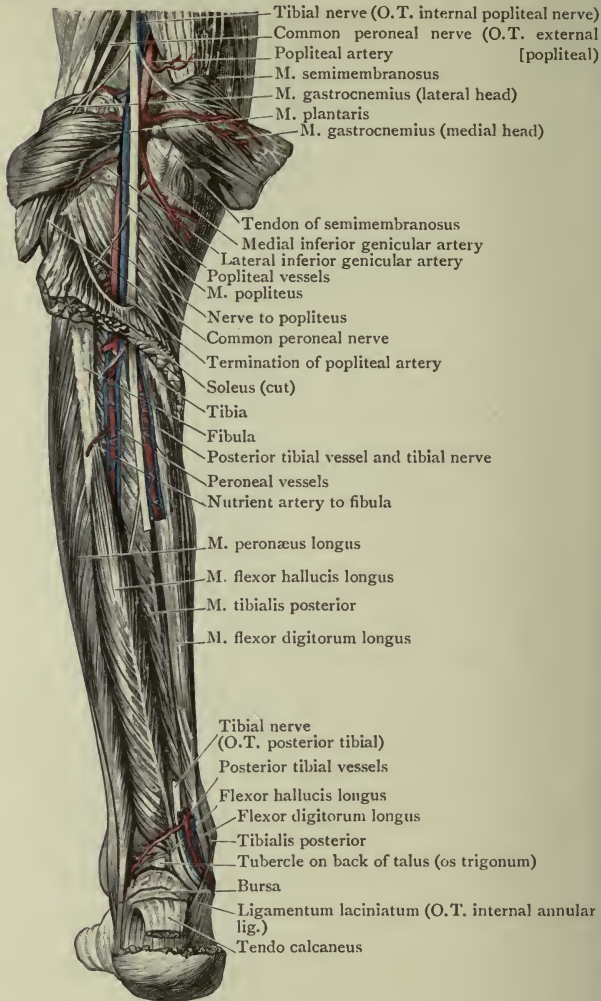 Tibial nerve (O.T. internal popliteal nerve)
Common peroneal nerve (O.T. external
Popliteal artery [popliteal)
M. semimembranosus
M. gastrocnemius (lateral head)
M. plantaris
M. gastrocnemius (medial head)
Tendon of semimembranosus
Medial inferior genicular artery
Lateral inferior genicular artery
Popliteal vessels
M. popliteus
Nerve to popliteus
Common peroneal nerve
Termination of popliteal artery
Soleus (cut)
Tibia
Fibula
Posterior tibial vessel and tibial nerve
Peroneal vessels
Nutrient artery to fibula
M. peronæus longus
M. flexor hallucis longus
M. tibialis posterior
M. flexor digitorum longus
Tibial nerve
(O.T. posterior tibial)
Posterior tibial vessels
Flexor hallucis longus
Flexor digitorum longus
Tibialis posterior
Tubercle on back of talus (os trigonum)
Bursa
Ligamentum laciniatum (O.T. internal annular
lig.)
Tendo calcaneus